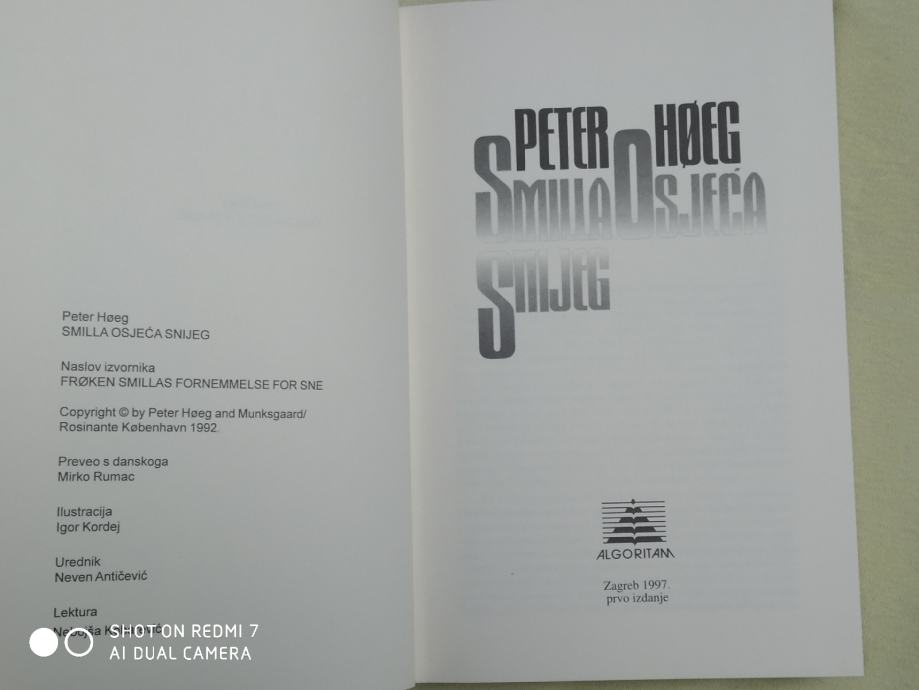 Peter Høeg
SMILLA OSJEĆA SNIJEG
Naslov izvornika
FRØKEN SMILLAS FORNEMMELSE FOR SNE
Copyright © by Peter Høeg and Munksgaard/
Rosinante København 1992.
Preveo s danskoga
Mirko Rumac
Ilustracija
Igor Kordej
Urednik
Neven Antičević
Lektura
Nebojša
SHOT ON REDMI 7
AI DUAL CAMERA
PETER HØEG
SMILLA OSJEĆA
SNIJEG
ALGORITAM
Zagreb 1997.
prvo izdanje